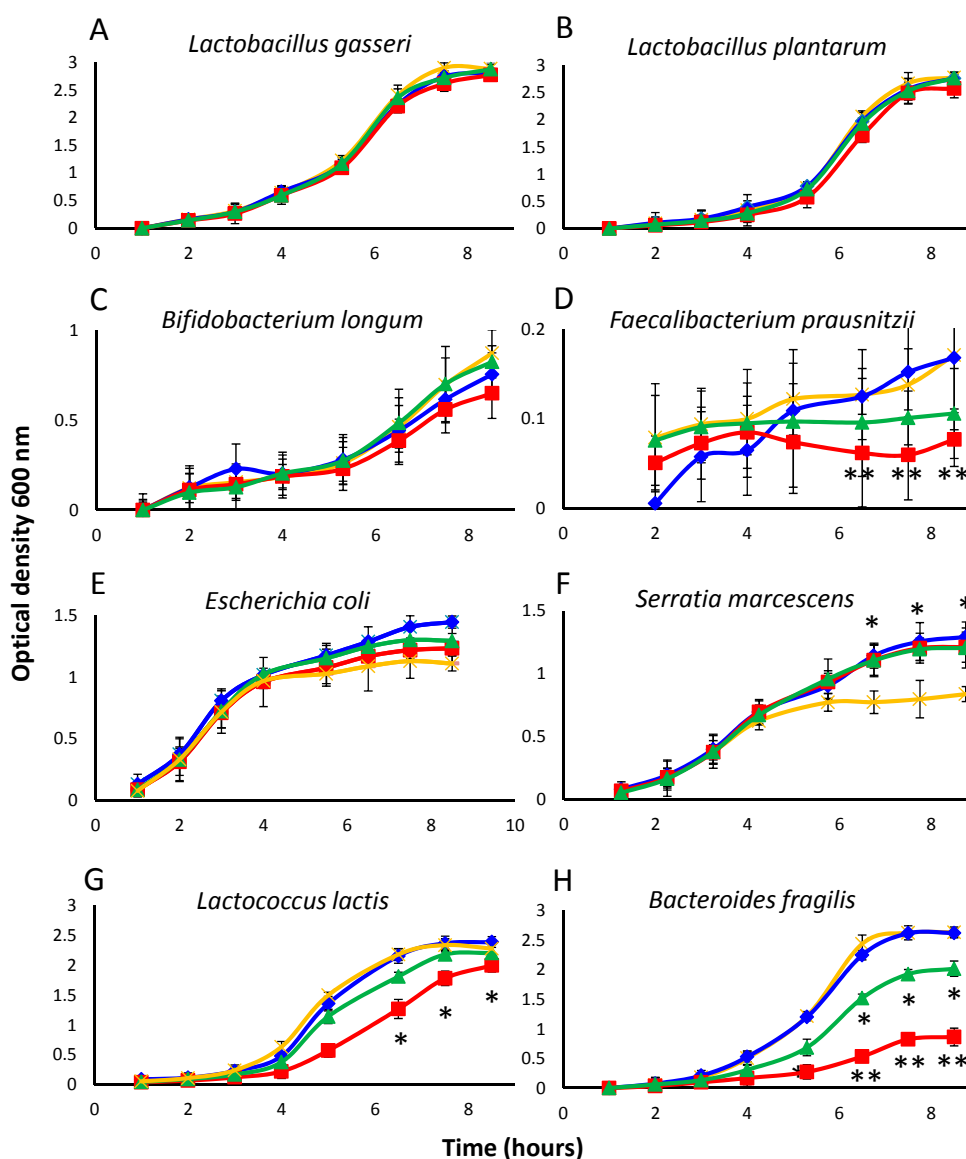 A
Lactobacillus gasseri
3
2.5
2
1.5
1
0.5
0
0 2 4 6 8
B
Lactobacillus plantarum
3
2.5
2
1.5
1
0.5
0
0 2 4 6 8
C
Bifidobacterium longum
1
0.5
0
0 2 4 6 8
D
Faecalibacterium prausnitzii
0.2
0.1
0
** ** **
0 2 4 6 8
E
Escherichia coli
1.5
1
0.5
0
0 2 4 6 8 10
F
Serratia marcescens
1.5
1
0.5
0
* * *
0 2 4 6 8
G
Lactococcus lactis
3
2.5
2
1.5
1
0.5
0
* * *
0 2 4 6 8
H
Bacteroides fragilis
3
2.5
2
1.5
1
0.5
0
* * *
* ** ** **
0 2 4 6 8
Optical density 600 nm
Time (hours)